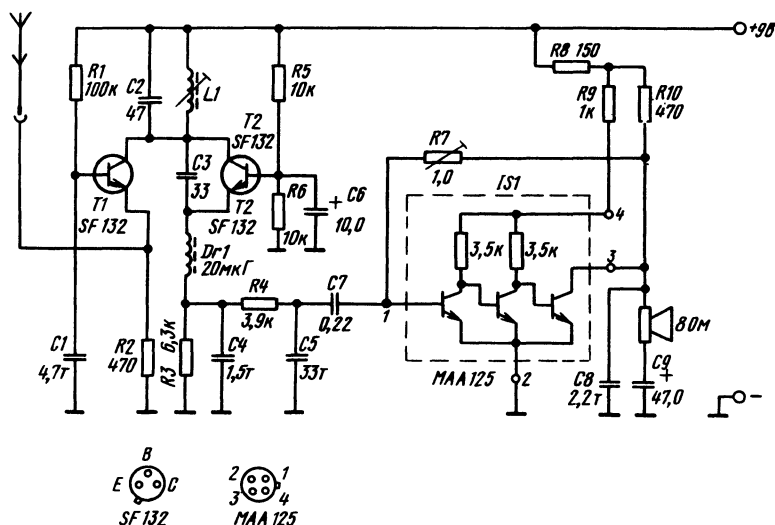 +9В
R8 150
R1
100к
C2
47
L1
R5
10к
R9
1к
R10
470
T2
SF132
R7
1,0
C3
33
IS1
T1
SF 132
T2
SF 132
R6
10к
+ C6
10,0
4
3,5к
3,5к
3
Dr1
20мкГ
R4
3,9к
C7
0,22
1
8Ом
C1
4,7т
R2
470
R3
6,3к
C4
1,5т
C5
33т
MAA 125
2
C8
2,2т
C9
+
47,0
-
B
E
C
SF 132
2
1
3
4
MAA 125